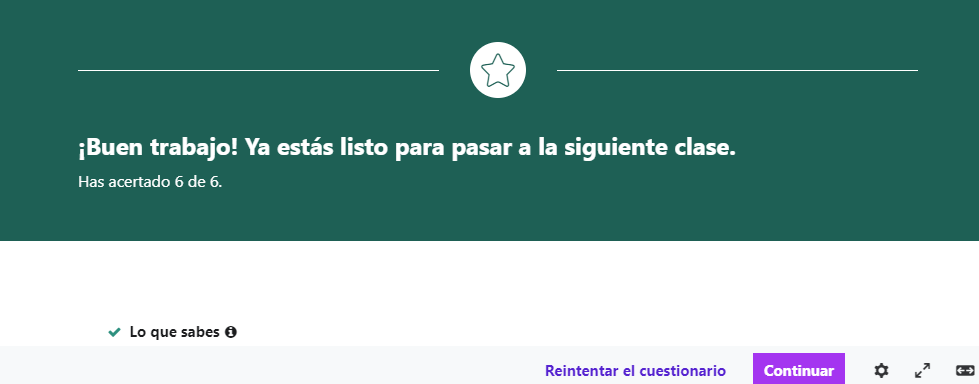 ¡Buen trabajo! Ya estás listo para pasar a la siguiente clase.
Has acertado 6 de 6.
Lo que sabes
Reintentar el cuestionario
Continuar